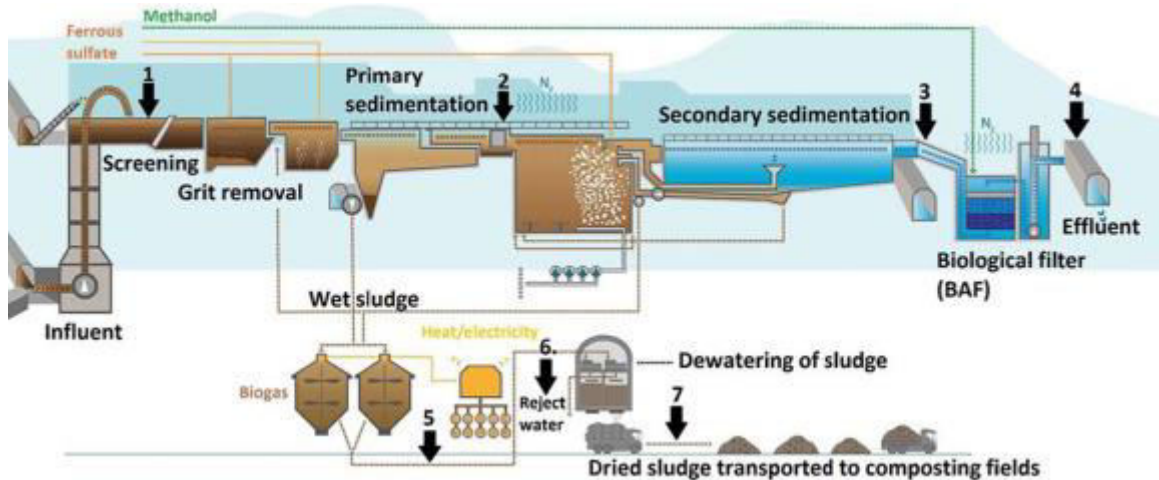 Methanol
Ferrous
sulfate
1
Primary
sedimentation
2
N₂
Secondary sedimentation
3
4
N₂
Screening
Grit removal
Effluent
Biological filter
(BAF)
Influent
Wet sludge
Heat/electricity
Biogas
6.
Dewatering of sludge
Reject
water
5
7
Dried sludge transported to composting fields